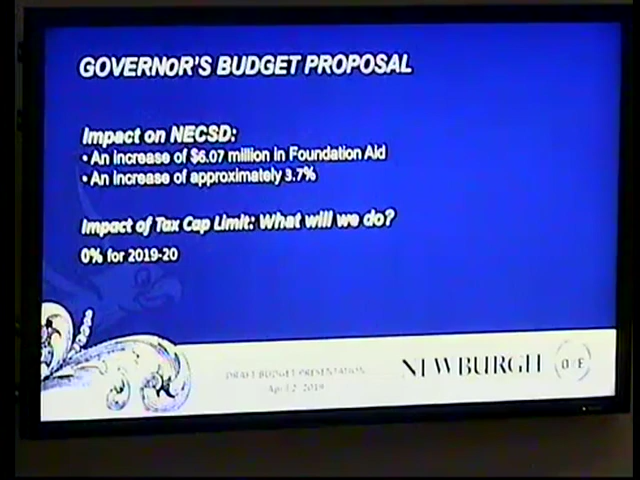 GOVERNOR'S BUDGET PROPOSAL
Impact on NECSD:
• An increase of $6.07 million in Foundation Aid
• An increase of approximately 3.7%
Impact of Tax Cap Limit: What will we do?
0% for 2019-20
DRAFT BUDGET PRESENTATION
April 2, 2019
NEWBURGH